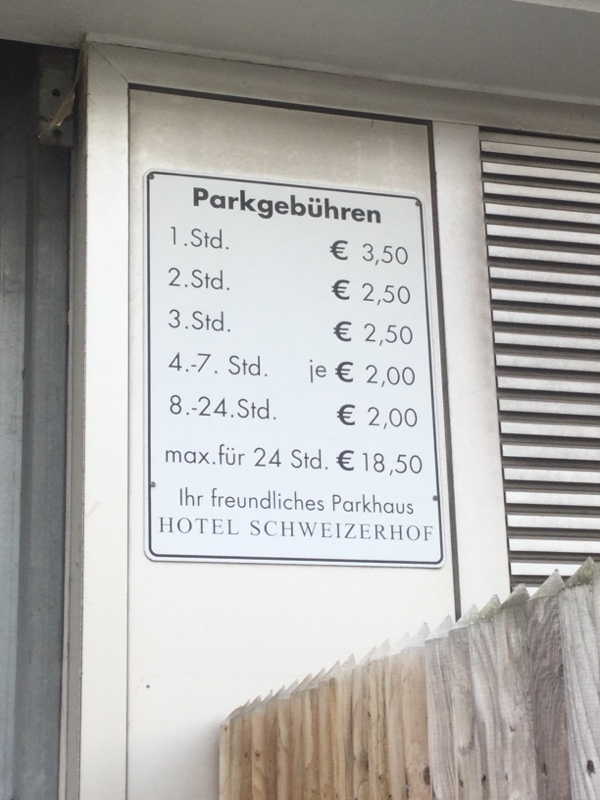 Parkgebühren
1.Std. € 3,50
2.Std. € 2,50
3.Std. € 2,50
4.-7. Std. je € 2,00
8.-24.Std. € 2,00
max.für 24 Std. € 18,50
Ihr freundliches Parkhaus
HOTEL SCHWEIZERHOF